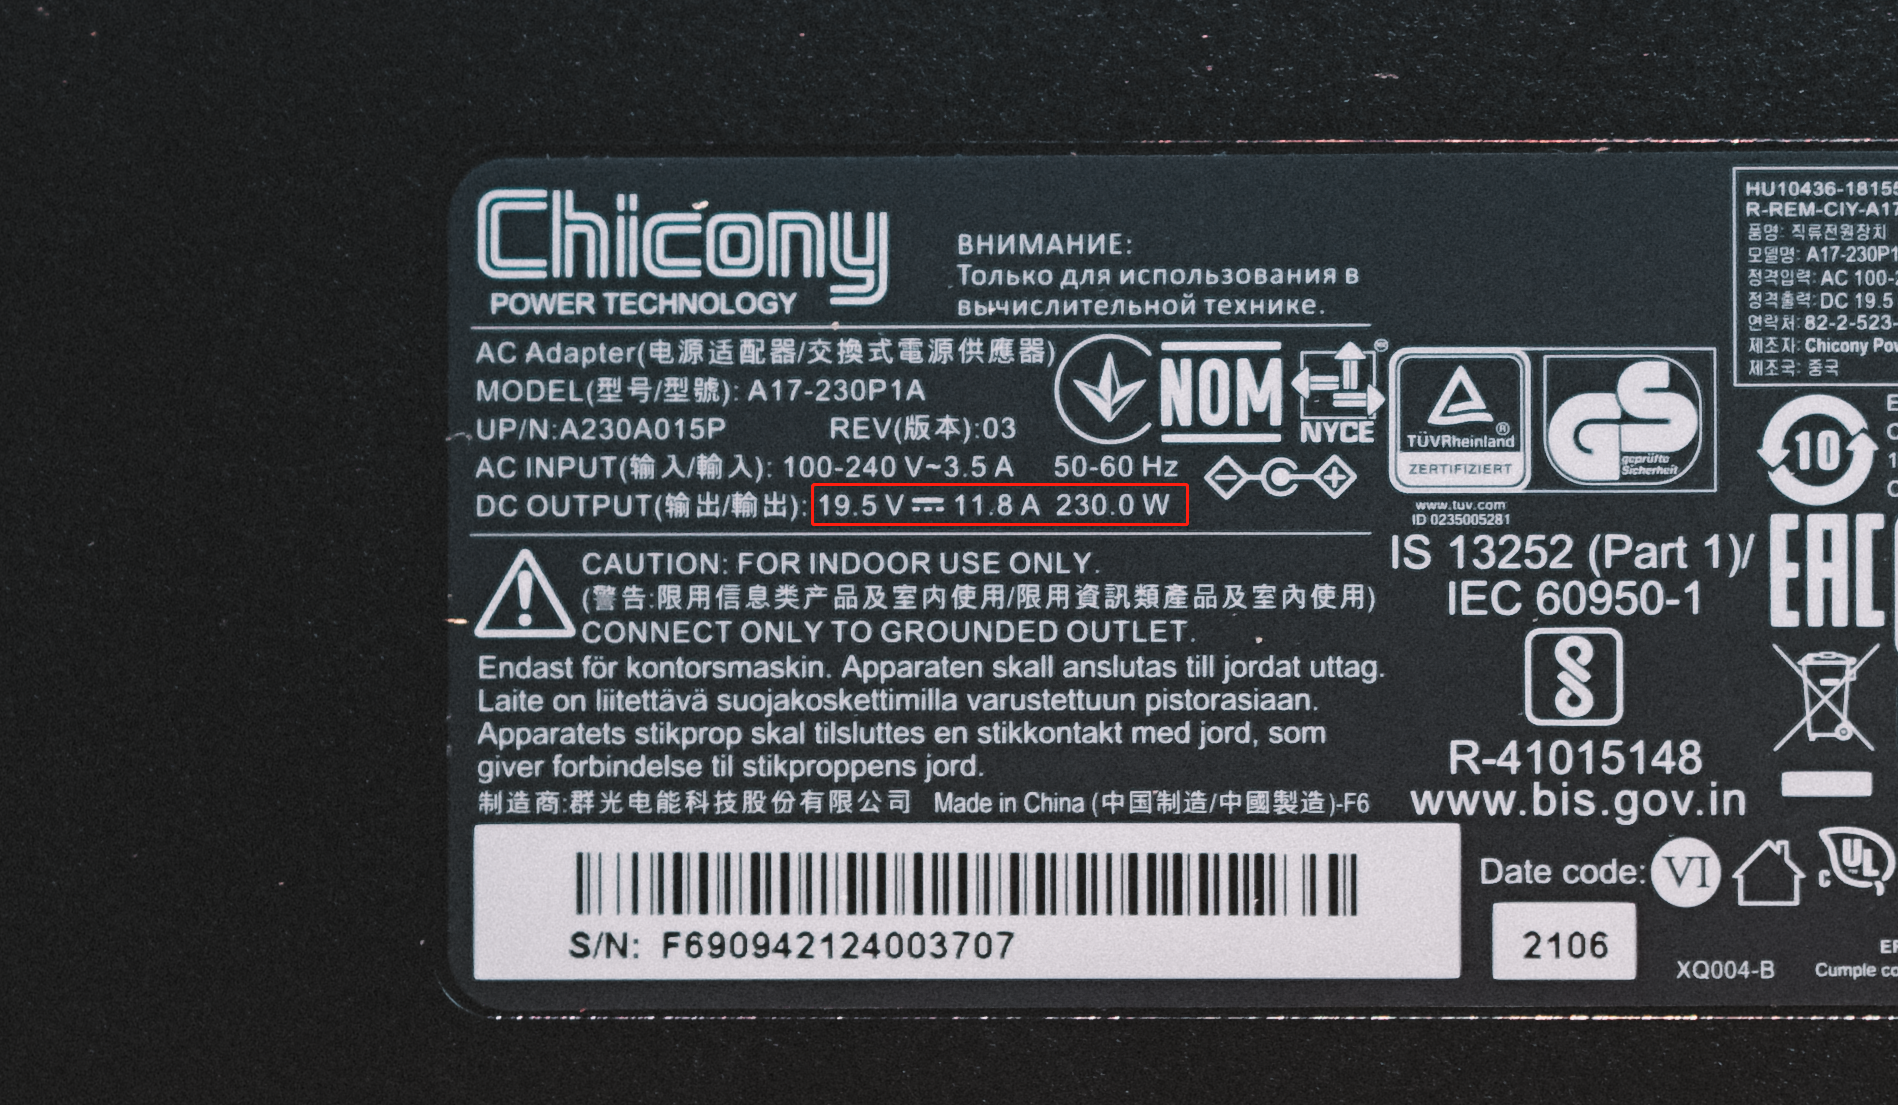 Chicony
POWER TECHNOLOGY
ВНИМАНИЕ:
Только для использования в
вычислительной технике.
AC Adapter(电源适配器/交換式電源供應器)
MODEL(型号/型號): A17-230P1A
UP/N:A230A015P REV(版本):03
AC INPUT(输入/輸入): 100-240 V~3.5 A 50-60 Hz
DC OUTPUT(输出/輸出): 19.5 V 11.8 A 230.0 W
NOM
NYCE
TÜVRheinland
ZERTIFIZIERT
www.tuv.com
ID 0235005281
GS
geprüfte
Sicherheit
HU10436-1815
R-REM-CIY-A17
품명: 직류전원장치
모델명: A17-230P1
정격입력: AC 100-
정격출력: DC 19.5
연락처: 82-2-523-
제조자: Chicony Po
제조국: 중국
10
CAUTION: FOR INDOOR USE ONLY.
(警告:限用信息类产品及室内使用/限用資訊類產品及室內使用)
CONNECT ONLY TO GROUNDED OUTLET.
Endast för kontorsmaskin. Apparaten skall anslutas till jordat uttag.
Laite on liitettävä suojakoskettimilla varustettuun pistorasiaan.
Apparatets stikprop skal tilsluttes en stikkontakt med jord, som
giver forbindelse til stikproppens jord.
制造商:群光电能科技股份有限公司 Made in China (中国制造/中國製造)-F6
IS 13252 (Part 1)/
IEC 60950-1
EAC
R-41015148
www.bis.gov.in
S/N: F690942124003707
Date code: VI
c UL
2106
XQ004-B
Cumple co